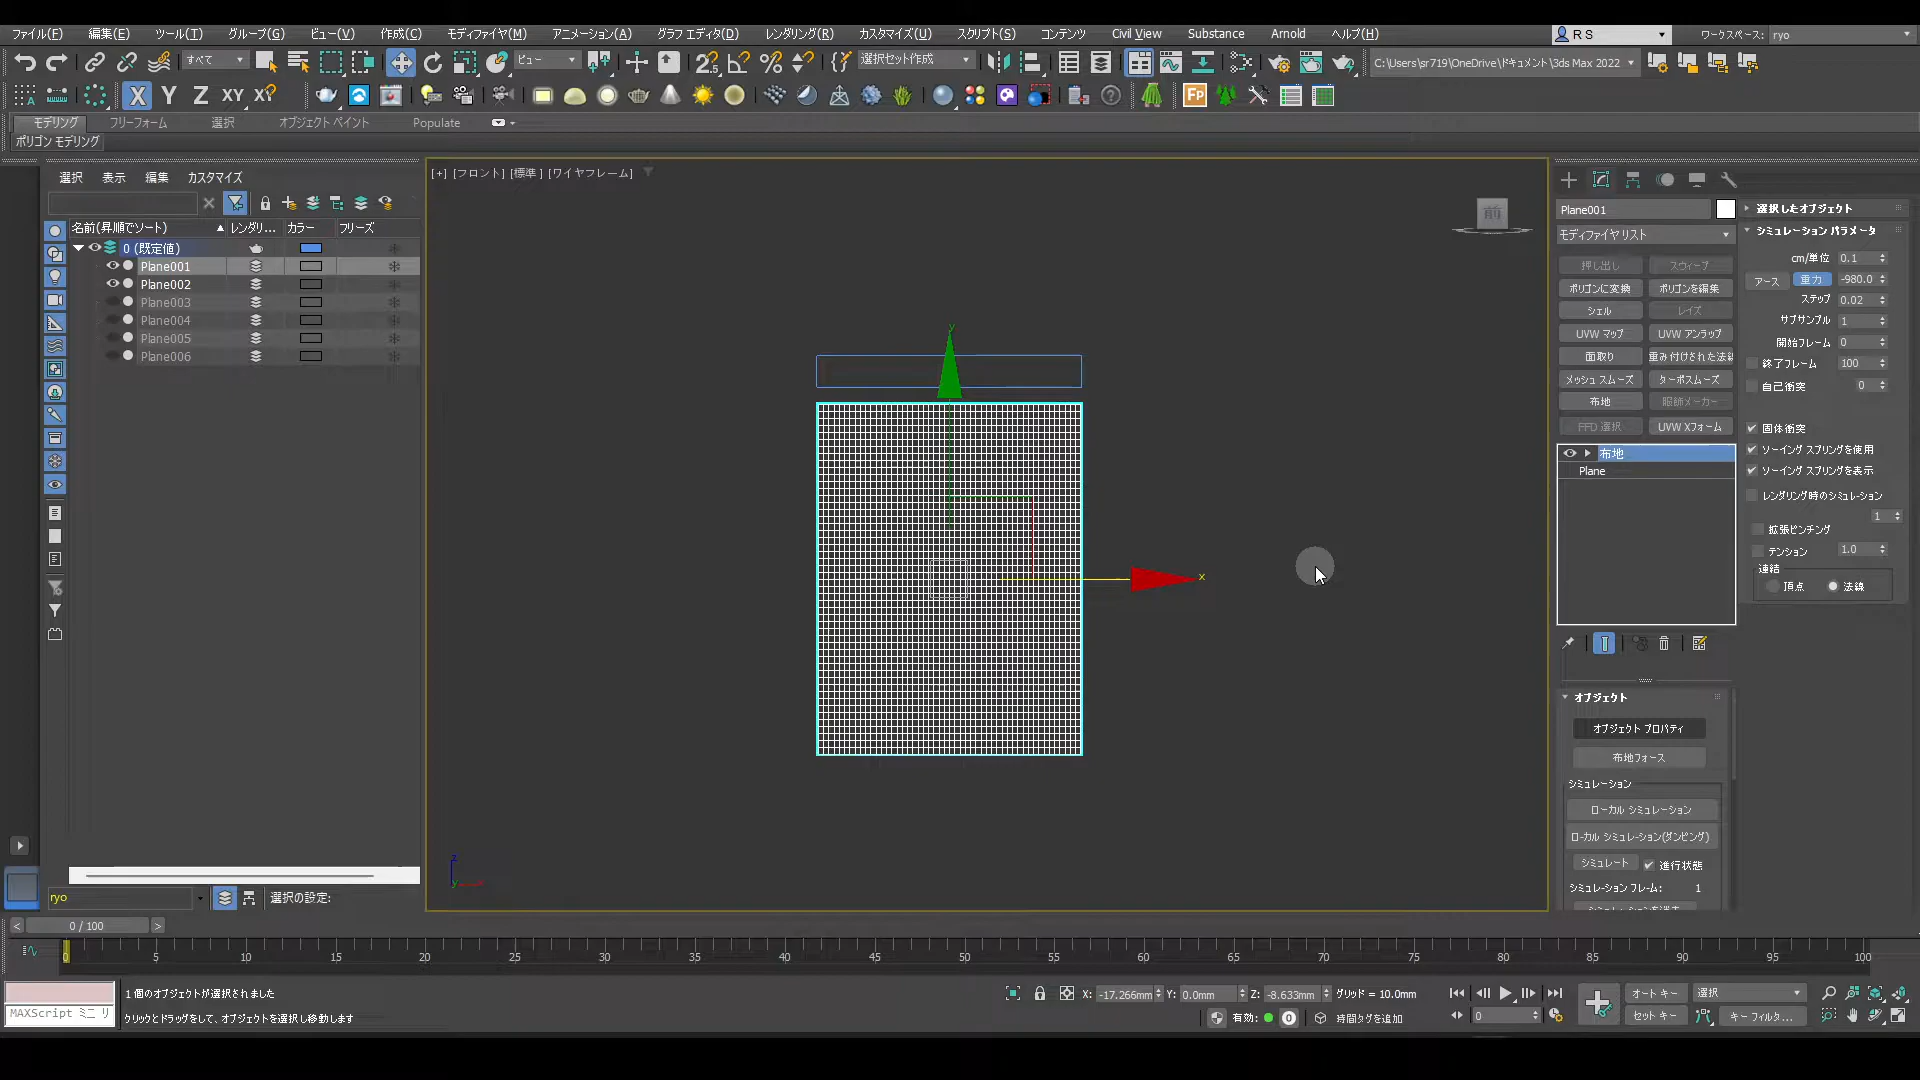 ファイル(F) 編集(E) ツール(T) グループ(G) ビュー(V) 作成(C) モディファイヤ(M) アニメーション(A) グラフ エディタ(D) レンダリング(R) カスタマイズ(U) スクリプト(S) コンテンツ Civil View Substance Arnold ヘルプ(H) R S ワークスペース: ryo
すべて ビュー 選択セット作成 C:\Users\sr719\OneDrive\ドキュメント\3ds Max 2022
X Y Z XY XY Fp
モデリング フリーフォーム 選択 オブジェクト ペイント Populate
ポリゴン モデリング
選択 表示 編集 カスタマイズ
名前(昇順でソート) レンダリ... カラー フリーズ
0 (既定値)
Plane001
Plane002
Plane003
Plane004
Plane005
Plane006
ryo 選択の設定:
[+] [フロント] [標準] [ワイヤフレーム]
前
y
x
z
y
Plane001
モディファイヤ リスト
押し出し スウィープ
ポリゴンに変換 ポリゴンを編集
シェル レイズ
UVW マップ UVW アンラップ
面取り 重み付けされた法線
メッシュ スムーズ ターボスムーズ
布地 服飾メーカー
FFD 選択 UVW Xフォーム
布地
Plane
オブジェクト
オブジェクト プロパティ
布地フォース
シミュレーション
ローカル シミュレーション
ローカル シミュレーション(ダンピング)
シミュレート 進行状態
シミュレーション フレーム: 1
選択したオブジェクト
シミュレーション パラメータ
cm/単位 0.1
アース 重力 -980.0
ステップ 0.02
サブサンプル 1
開始フレーム 0
終了フレーム 100
自己衝突 0
固体衝突
ソーイング スプリングを使用
ソーイング スプリングを表示
レンダリング時のシミュレーション
1
拡張ピンチング
テンション 1.0
連結
頂点 法線
0 / 100
0 5 10 15 20 25 30 35 40 45 50 55 60 65 70 75 80 85 90 95 100
1 個のオブジェクトが選択されました X: -17.266mm Y: 0.0mm Z: -8.633mm グリッド = 10.0mm オート キー 選択
MAXScript ミニ リ クリックとドラッグをして、オブジェクトを選択し移動します 有効: 0 時間タグを追加 0 セット キー キー フィルター...